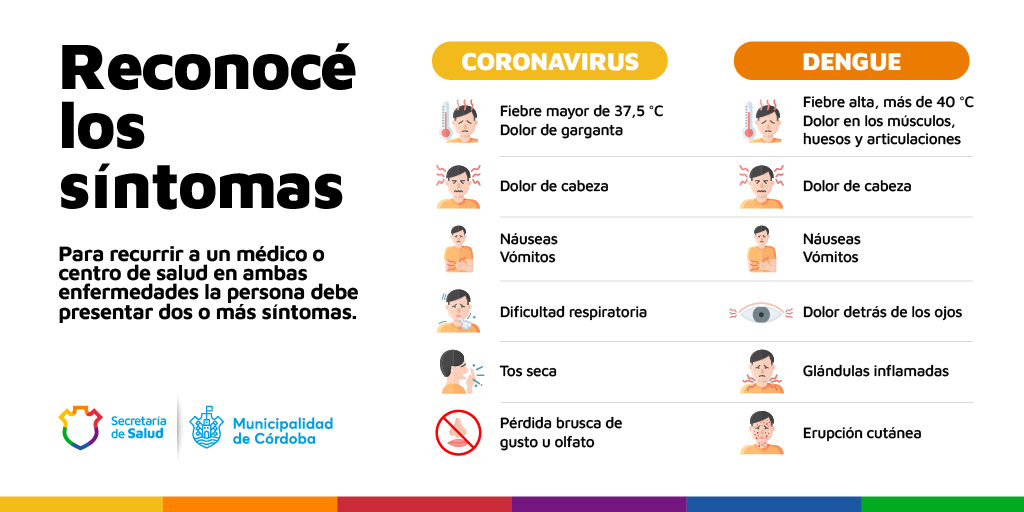 Reconocé
los
síntomas
Para recurrir a un médico o
centro de salud en ambas
enfermedades la persona debe
presentar dos o más síntomas.
Secretaría
de Salud
Municipalidad
de Córdoba
CORONAVIRUS
Fiebre mayor de 37,5 °C
Dolor de garganta
Dolor de cabeza
Náuseas
Vómitos
Dificultad respiratoria
Tos seca
Pérdida brusca de
gusto u olfato
DENGUE
Fiebre alta, más de 40 °C
Dolor en los músculos,
huesos y articulaciones
Dolor de cabeza
Náuseas
Vómitos
Dolor detrás de los ojos
Glándulas inflamadas
Erupción cutánea